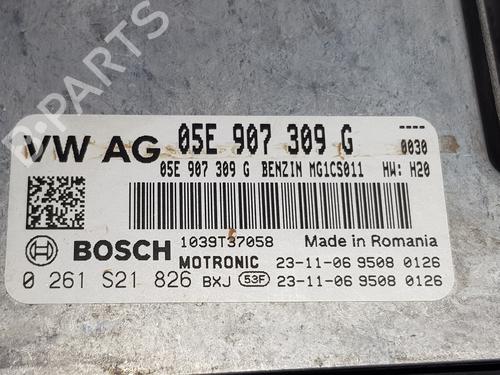 B-PARTS
VW AG 05E 907 309 G ----
05E 907 309 G BENZIN MG1CS011 HW: H20 0030
BOSCH 1039T37058 Made in Romania
MOTRONIC 23-11-06 9508 0126
0 261 S21 826 BXJ 53F 23-11-06 9508 0126